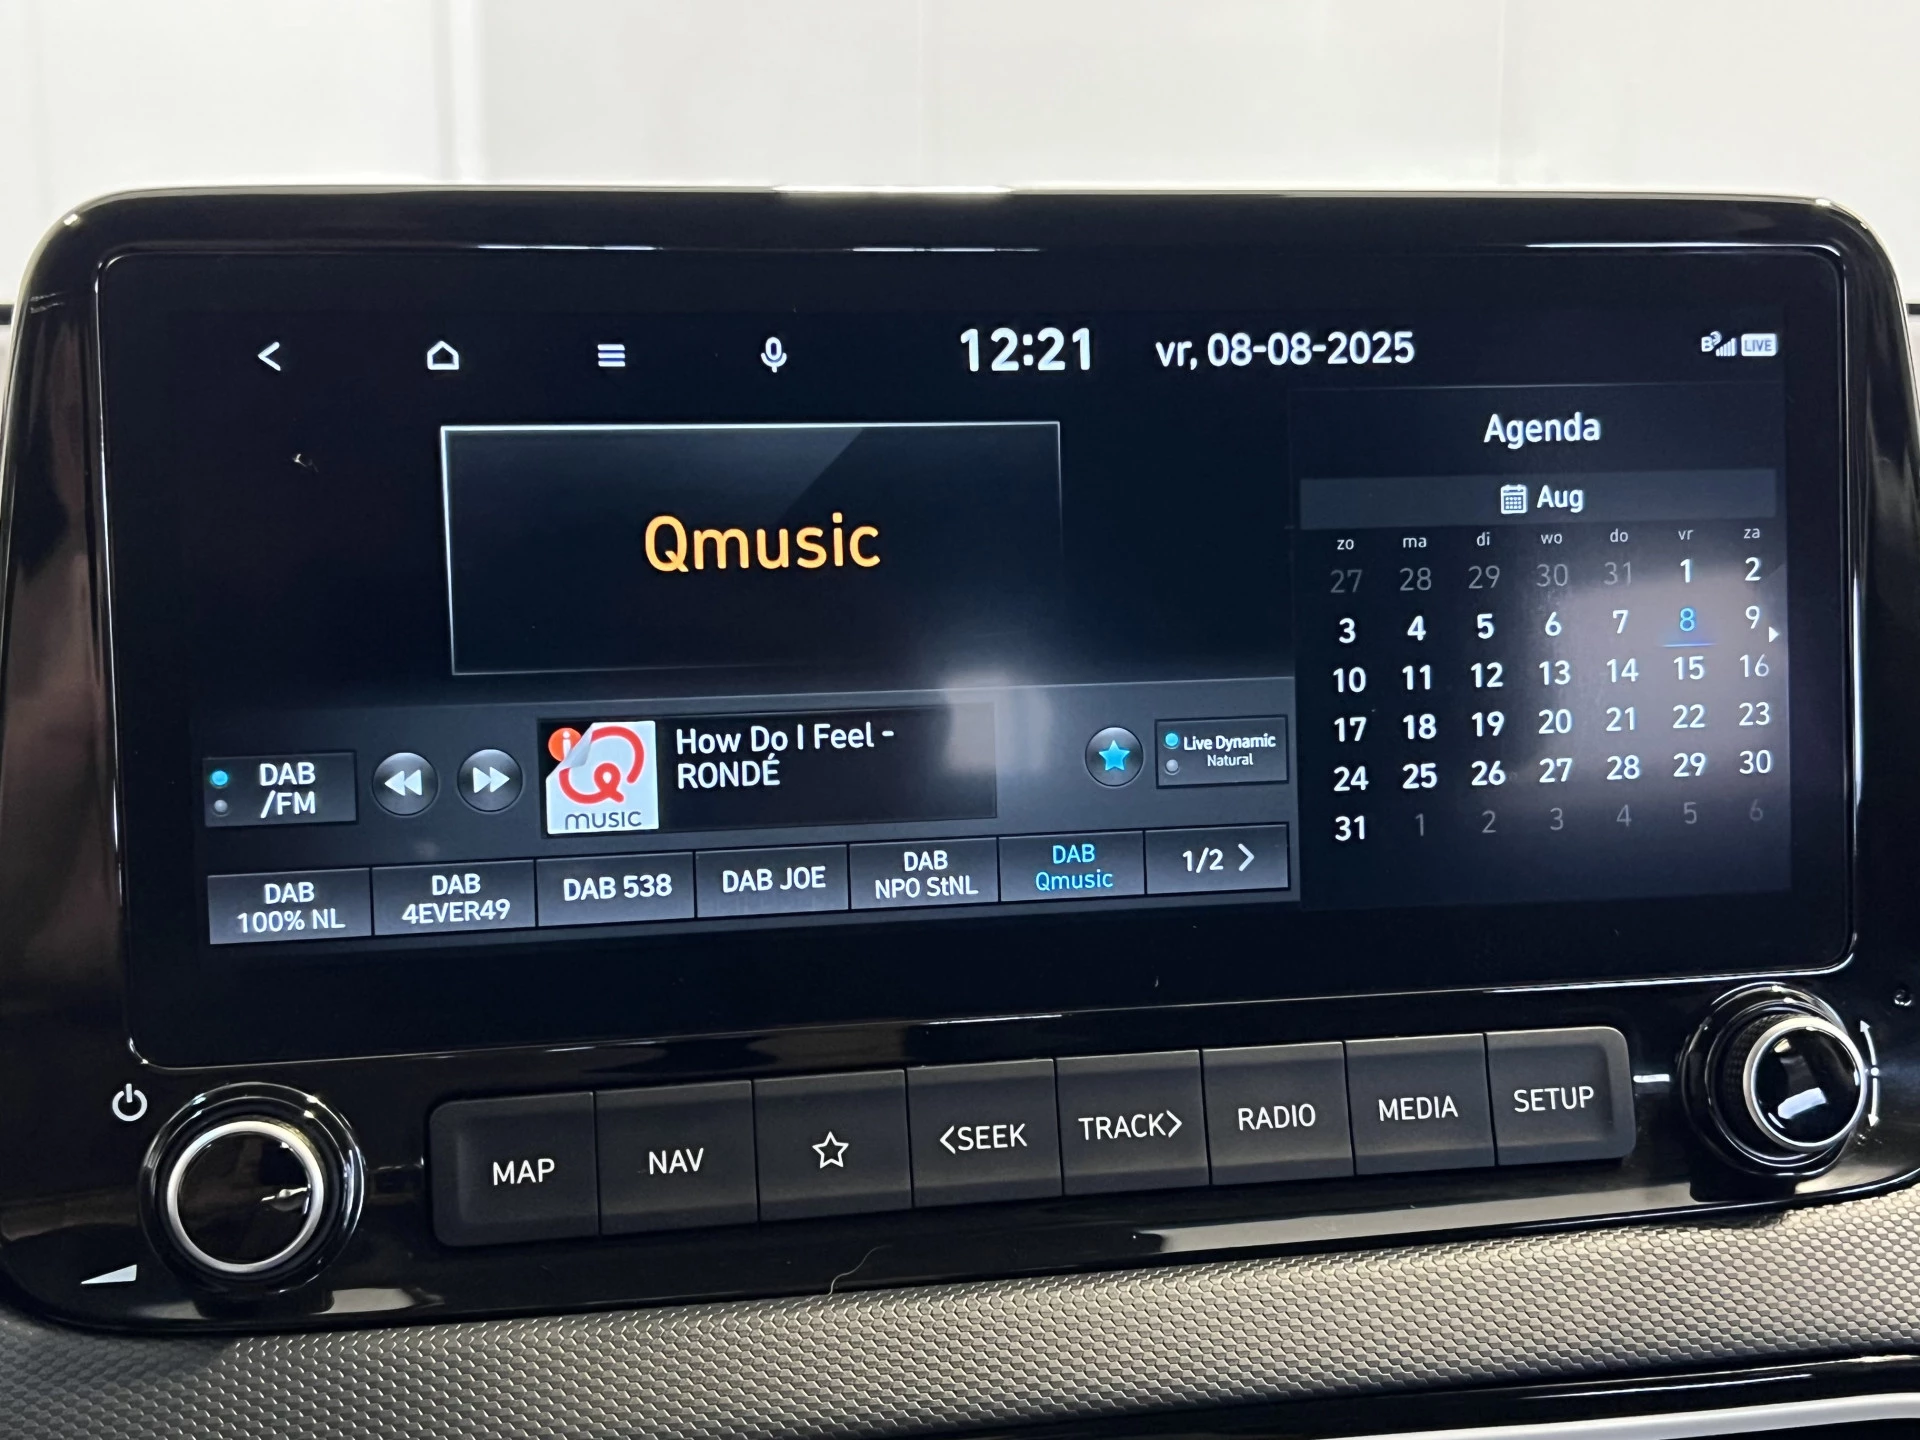 12:21 vr, 08-08-2025 LIVE
Qmusic
Agenda
Aug
zo ma di wo do vr za
27 28 29 30 31 1 2
3 4 5 6 7 8 9
10 11 12 13 14 15 16
17 18 19 20 21 22 23
24 25 26 27 28 29 30
31 1 2 3 4 5 6
DAB
/FM
i
Q
music
How Do I Feel -
RONDÉ
Live Dynamic
Natural
DAB
100% NL
DAB
4EVER49
DAB 538
DAB JOE
DAB
NPO StNL
DAB
Qmusic
1/2 >
MAP
NAV
<SEEK
TRACK>
RADIO
MEDIA
SETUP